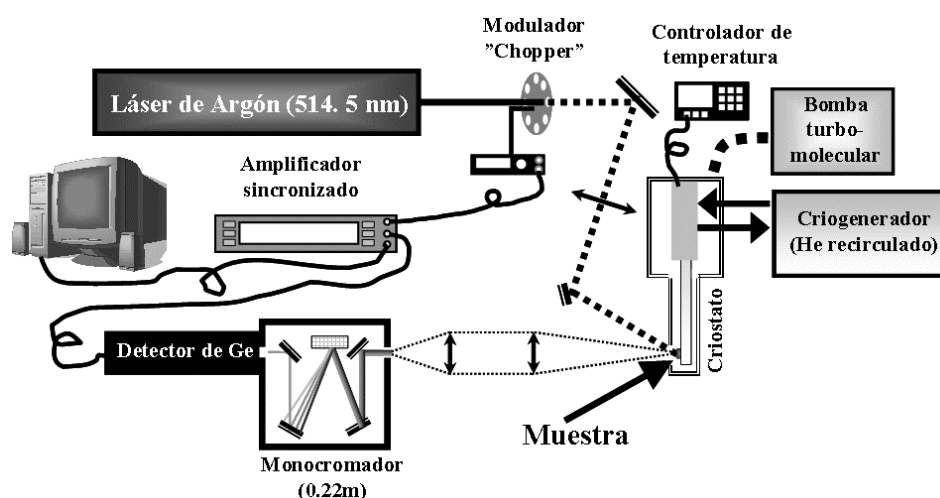 Modulador
”Chopper”
Controlador de
temperatura
Láser de Argón (514. 5 nm)
Bomba
turbo-
molecular
Amplificador
sincronizado
Criogenerador
(He recirculado)
Criostato
Detector de Ge
Muestra
Monocromador
(0.22m)